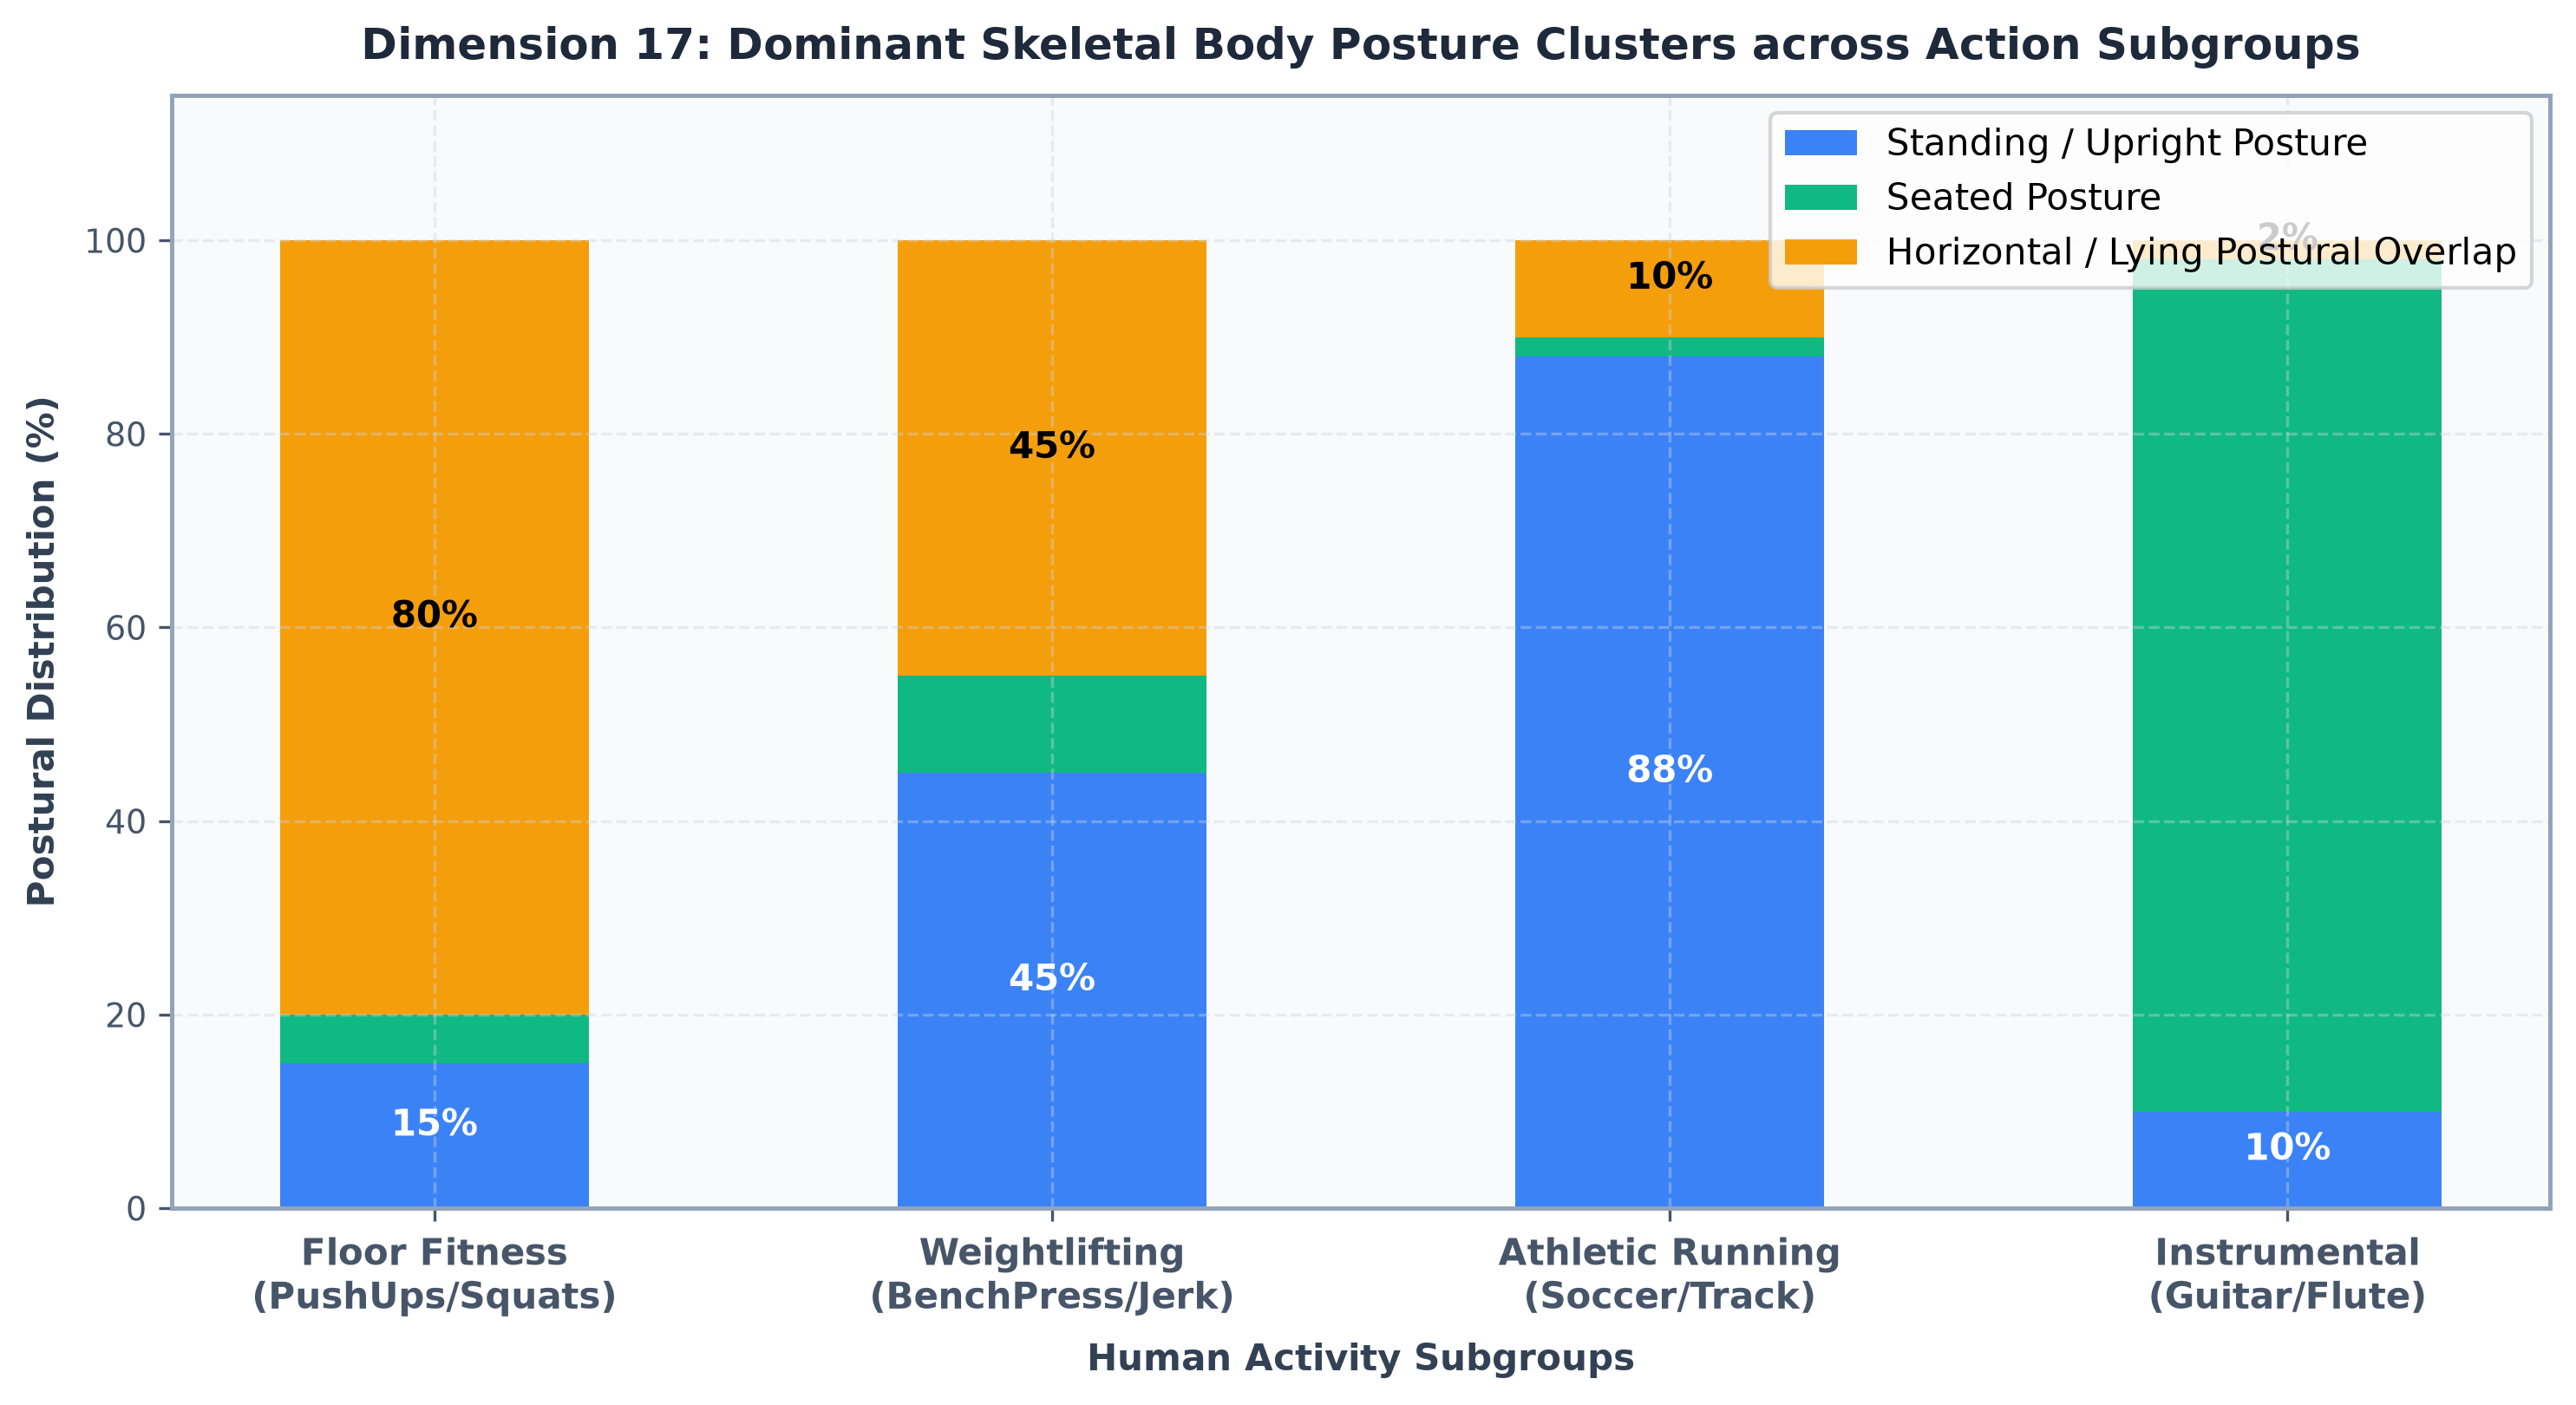 Dimension 17: Dominant Skeletal Body Posture Clusters across Action Subgroups
Standing / Upright Posture
Seated Posture
Horizontal / Lying Postural Overlap
Postural Distribution (%)
100
80
60
40
20
0
80%
15%
45%
45%
10%
88%
2%
10%
Floor Fitness
(PushUps/Squats)
Weightlifting
(BenchPress/Jerk)
Athletic Running
(Soccer/Track)
Instrumental
(Guitar/Flute)
Human Activity Subgroups